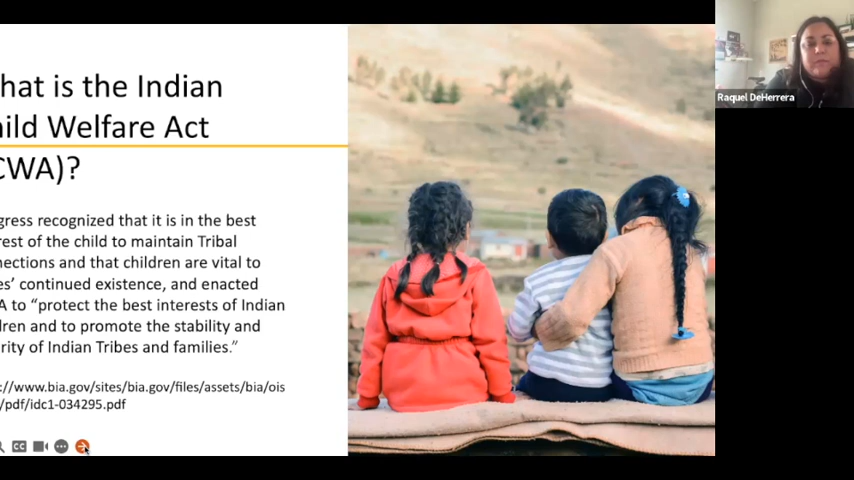 hat is the Indian
ild Welfare Act
CWA)?
gress recognized that it is in the best
rest of the child to maintain Tribal
nections and that children are vital to
es’ continued existence, and enacted
A to “protect the best interests of Indian
dren and to promote the stability and
rity of Indian Tribes and families.”
://www.bia.gov/sites/bia.gov/files/assets/bia/ois
/pdf/idc1-034295.pdf
CC
Raquel DeHerrera